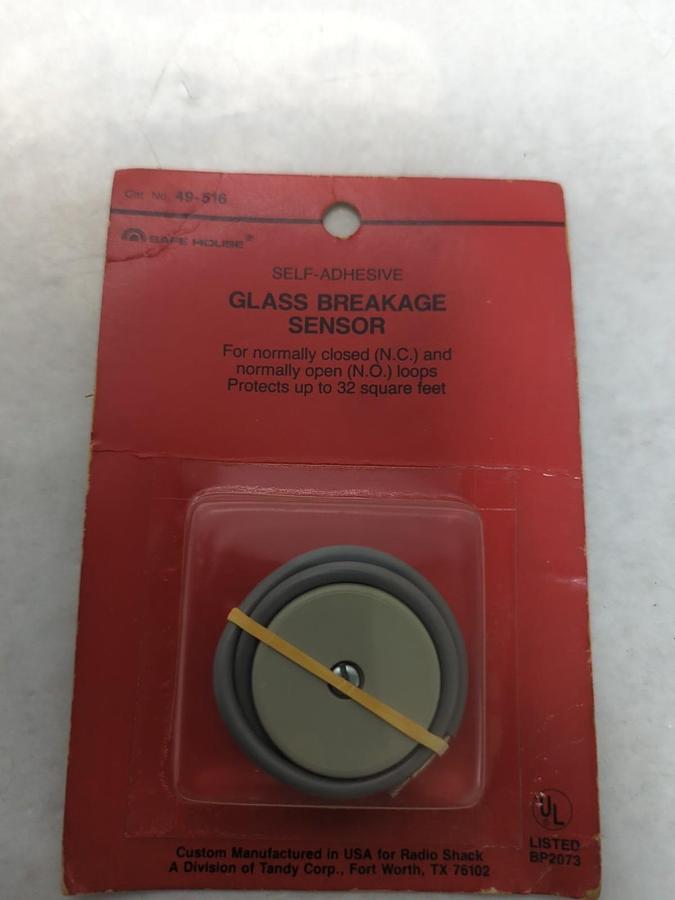 Cat. No. 49-516
SAFE HOUSE®
SELF-ADHESIVE
GLASS BREAKAGE
SENSOR
For normally closed (N.C.) and
normally open (N.O.) loops
Protects up to 32 square feet
UL
LISTED
BP2073
Custom Manufactured in USA for Radio Shack
A Division of Tandy Corp., Fort Worth, TX 76102